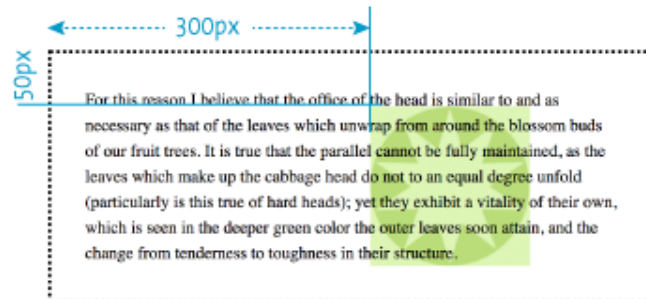 300px
50px
For this reason I believe that the office of the head is similar to and as
necessary as that of the leaves which unwrap from around the blossom buds
of our fruit trees. It is true that the parallel cannot be fully maintained, as the
leaves which make up the cabbage head do not to an equal degree unfold
(particularly is this true of hard heads); yet they exhibit a vitality of their own,
which is seen in the deeper green color the outer leaves soon attain, and the
change from tenderness to toughness in their structure.